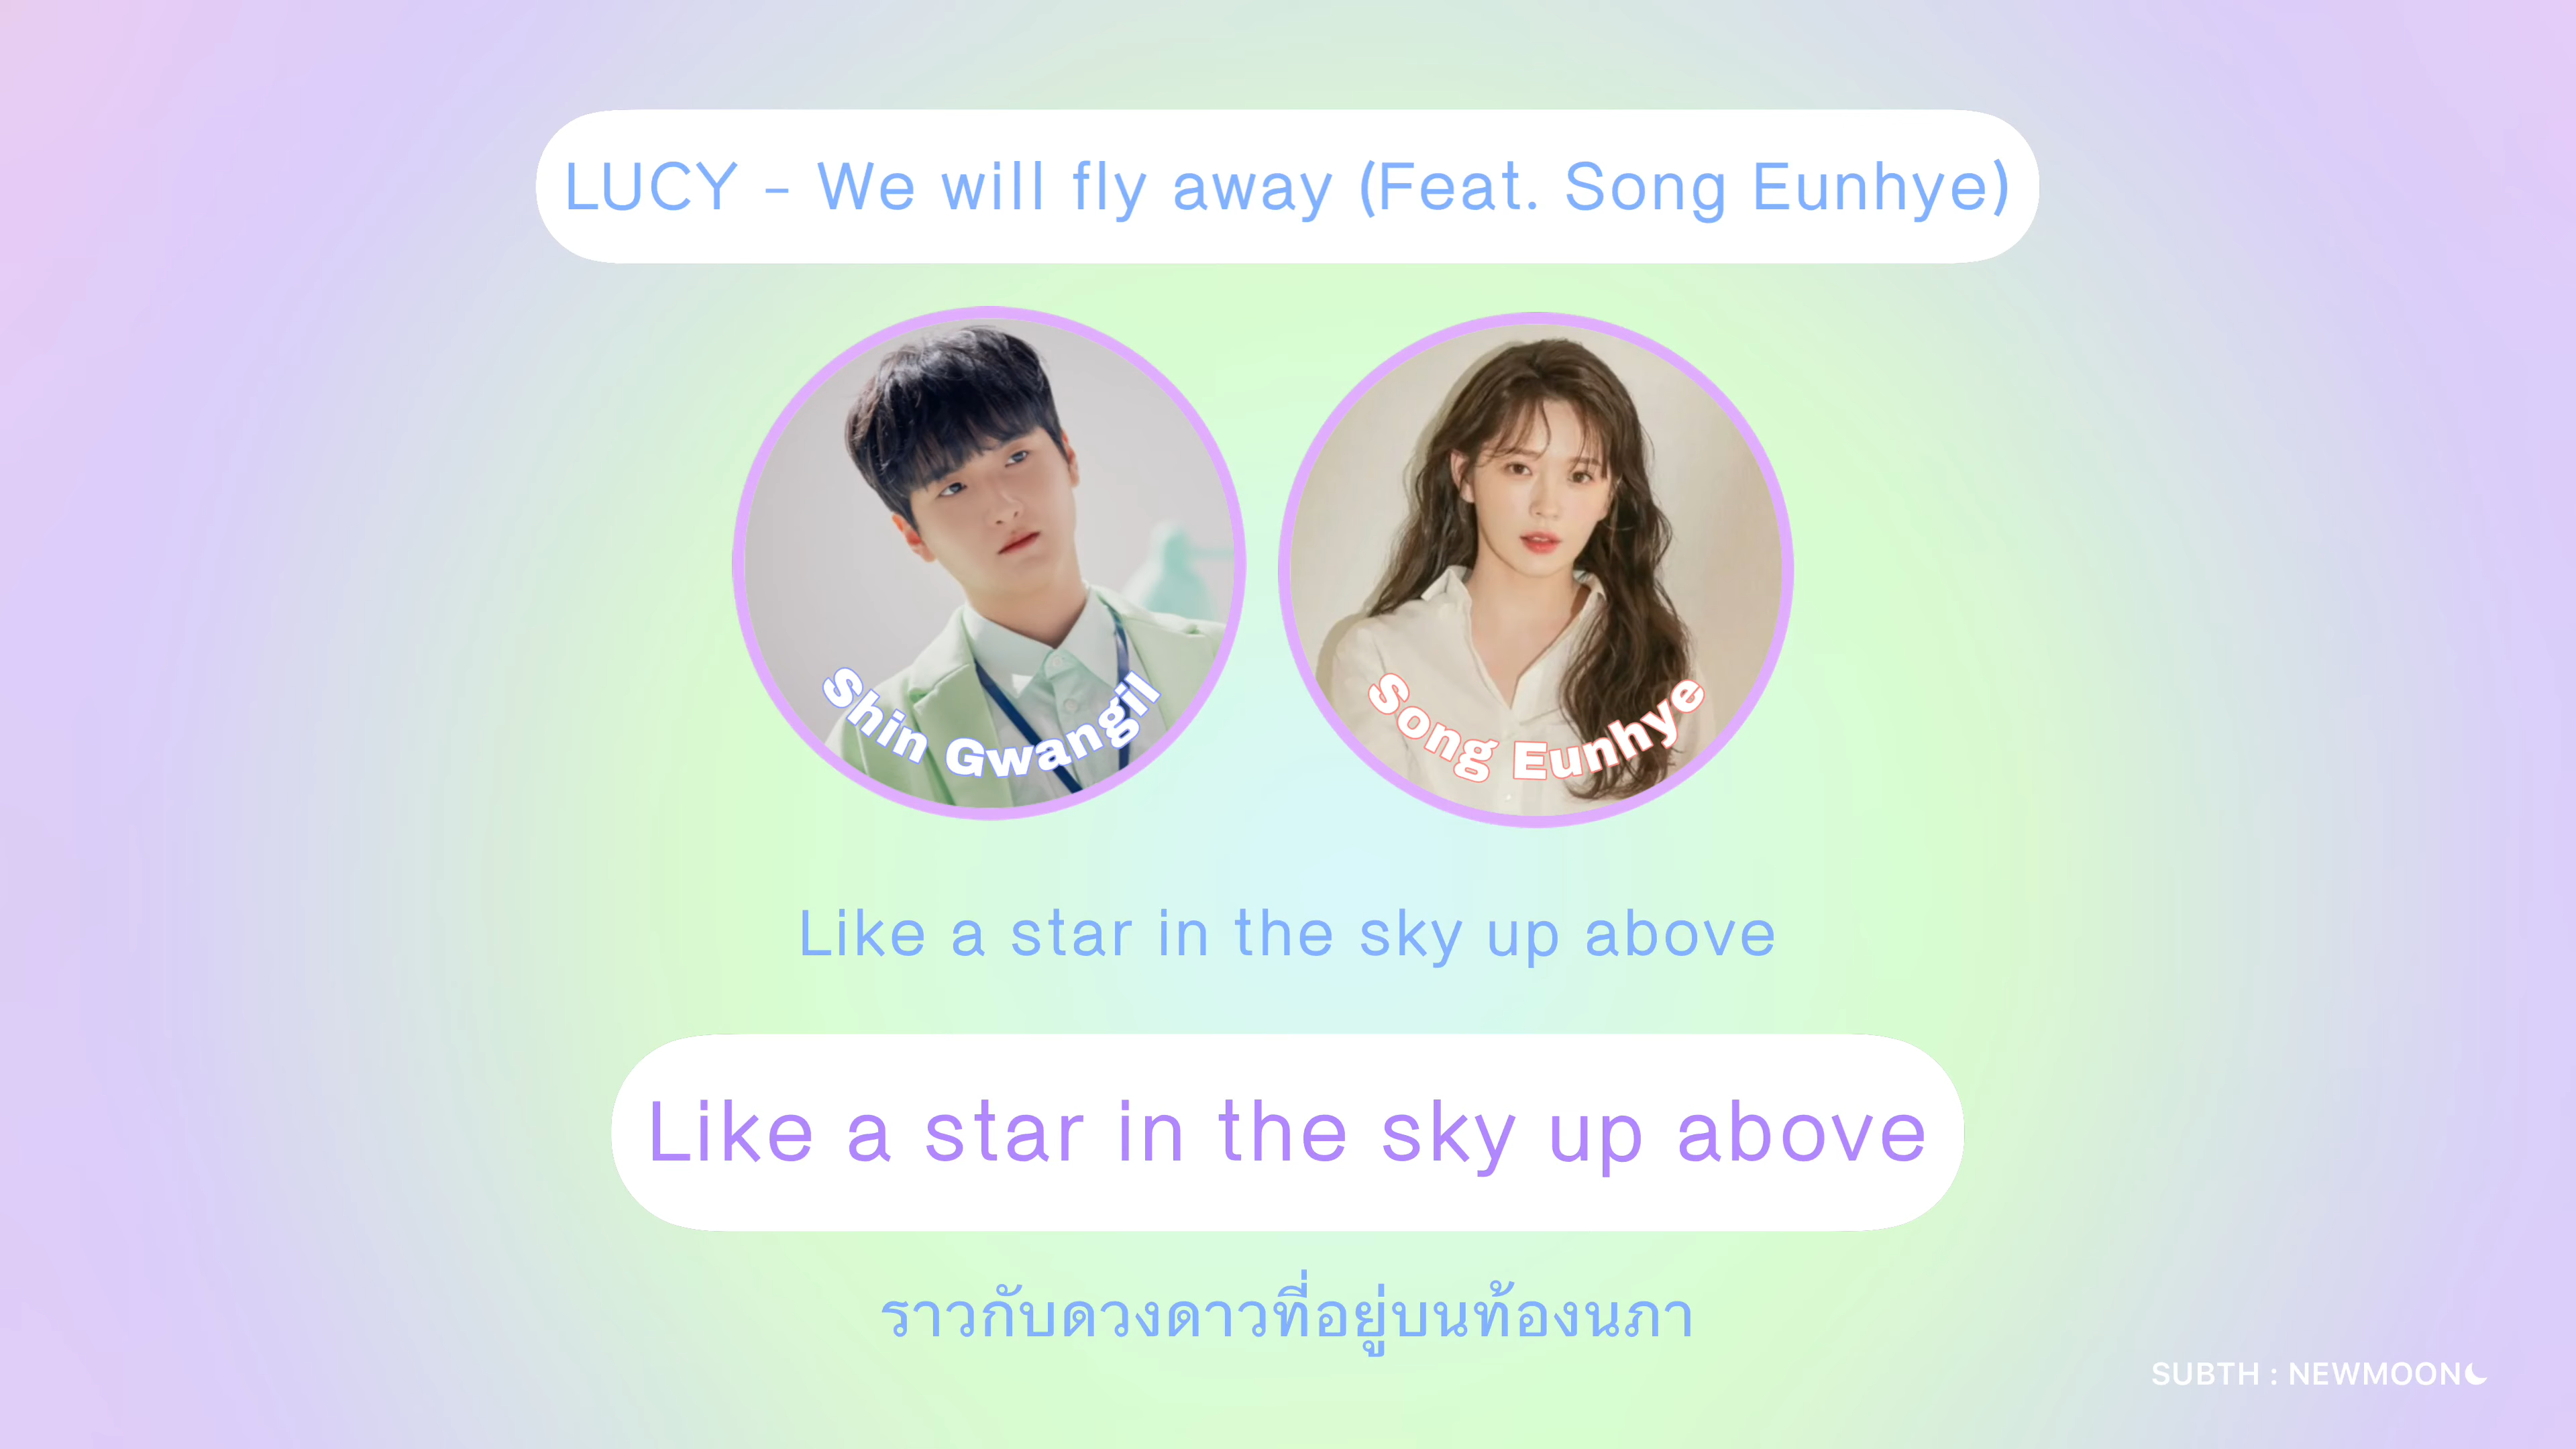 LUCY - We will fly away (Feat. Song Eunhye)
Shin Gwangil
Song Eunhye
Like a star in the sky up above
Like a star in the sky up above
ราวกับดวงดาวที่อยู่บนท้องนภา
SUBTH : NEWMOON